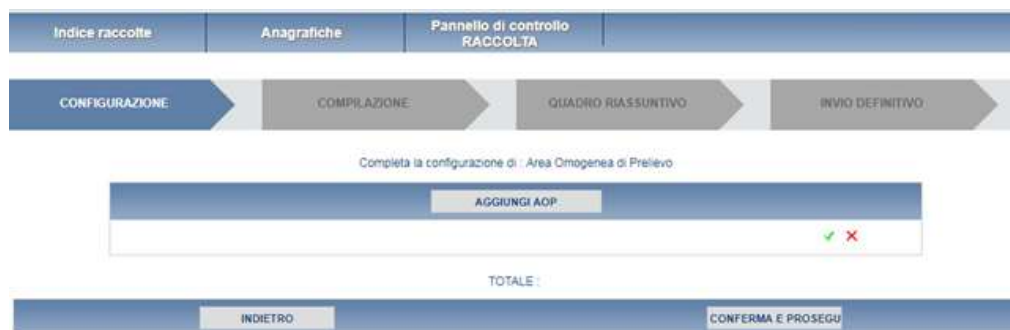 Indice raccolte
Anagrafiche
Pannello di controllo
RACCOLTA
CONFIGURAZIONE
COMPILAZIONE
QUADRO RIASSUNTIVO
INVIO DEFINITIVO
Completa la configurazione di : Area Omogenea di Prelievo
AGGIUNGI AOP
TOTALE :
INDIETRO
CONFERMA E PROSEGU